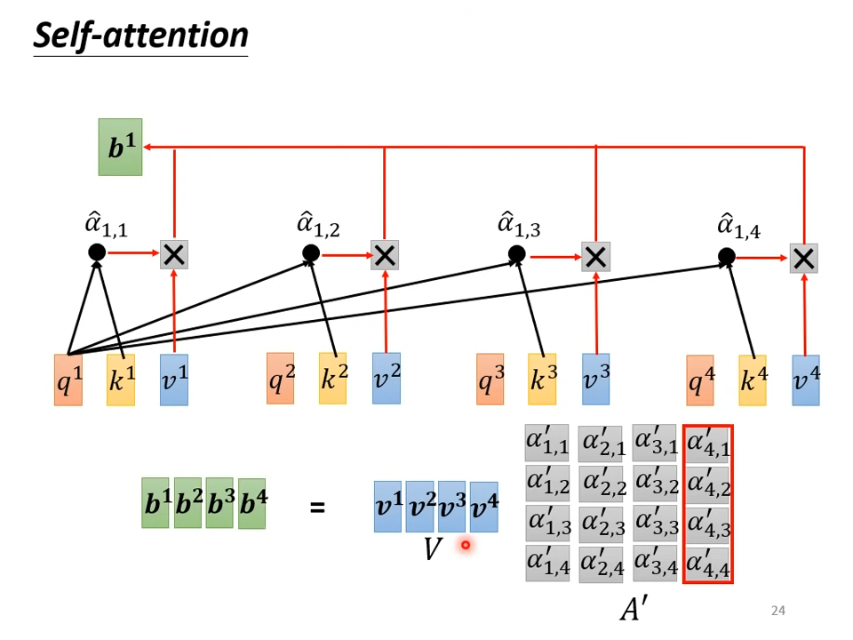 Self-attention
b¹
α̂₁,₁ α̂₁,₂ α̂₁,₃ α̂₁,₄
q¹ k¹ v¹ q² k² v² q³ k³ v³ q⁴ k⁴ v⁴
b¹ b² b³ b⁴ = v¹ v² v³ v⁴
V
α′₁,₁ α′₂,₁ α′₃,₁ α′₄,₁
α′₁,₂ α′₂,₂ α′₃,₂ α′₄,₂
α′₁,₃ α′₂,₃ α′₃,₃ α′₄,₃
α′₁,₄ α′₂,₄ α′₃,₄ α′₄,₄
A′
24